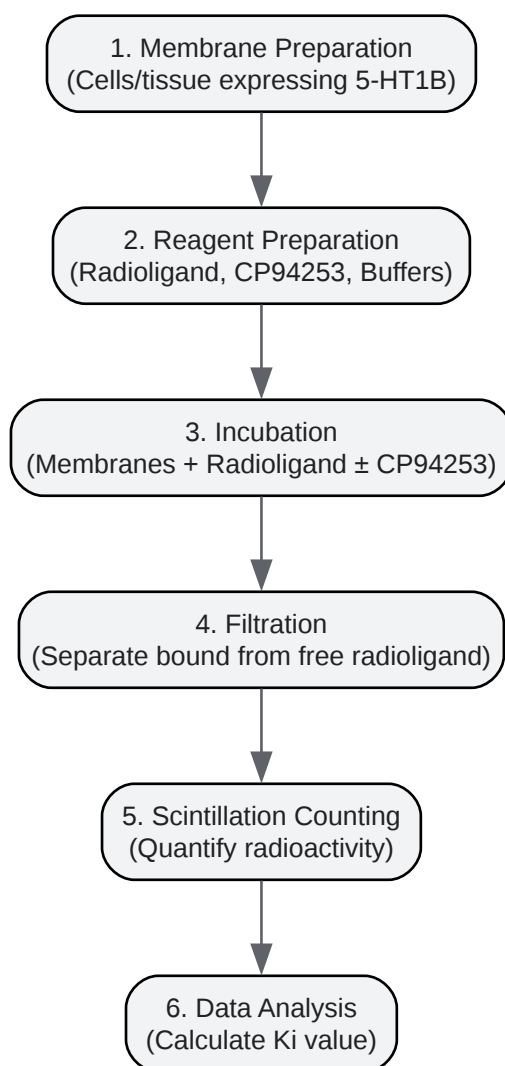 1. Membrane Preparation
(Cells/tissue expressing 5-HT1B)
2. Reagent Preparation
(Radioligand, CP94253, Buffers)
3. Incubation
(Membranes + Radioligand ± CP94253)
4. Filtration
(Separate bound from free radioligand)
5. Scintillation Counting
(Quantify radioactivity)
6. Data Analysis
(Calculate Ki value)